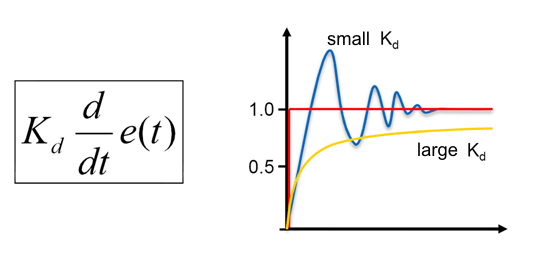 K_d d/dt e(t)
small K_d
1.0
0.5
large K_d